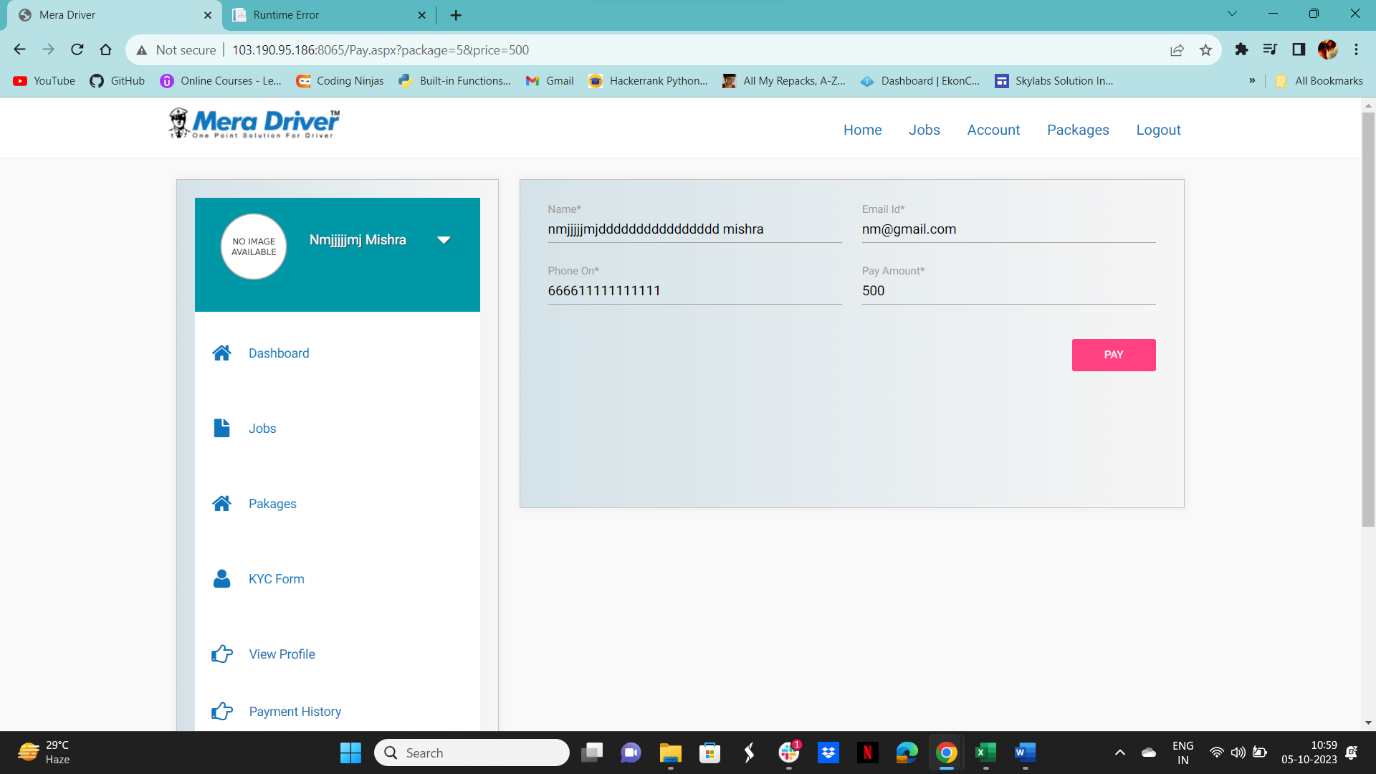 Mera Driver
Runtime Error
Not secure
103.190.95.186:8065/Pay.aspx?package=5&price=500
YouTube
GitHub
Online Courses - Le...
Coding Ninjas
Built-in Functions...
Gmail
Hackerrank Python...
All My Repacks, A-Z...
Dashboard | EkonC...
Skylabs Solution In...
»
All Bookmarks
Mera Driver™
One Point Solution For Driver
Home
Jobs
Account
Packages
Logout
NO IMAGE
AVAILABLE
Nmjjjjjmj Mishra
Dashboard
Jobs
Pakages
KYC Form
View Profile
Payment History
Name*
nmjjjjjmjdddddddddddddddd mishra
Email Id*
nm@gmail.com
Phone On*
666611111111111
Pay Amount*
500
PAY
29°C
Haze
Search
1
ENG
IN
10:59
05-10-2023